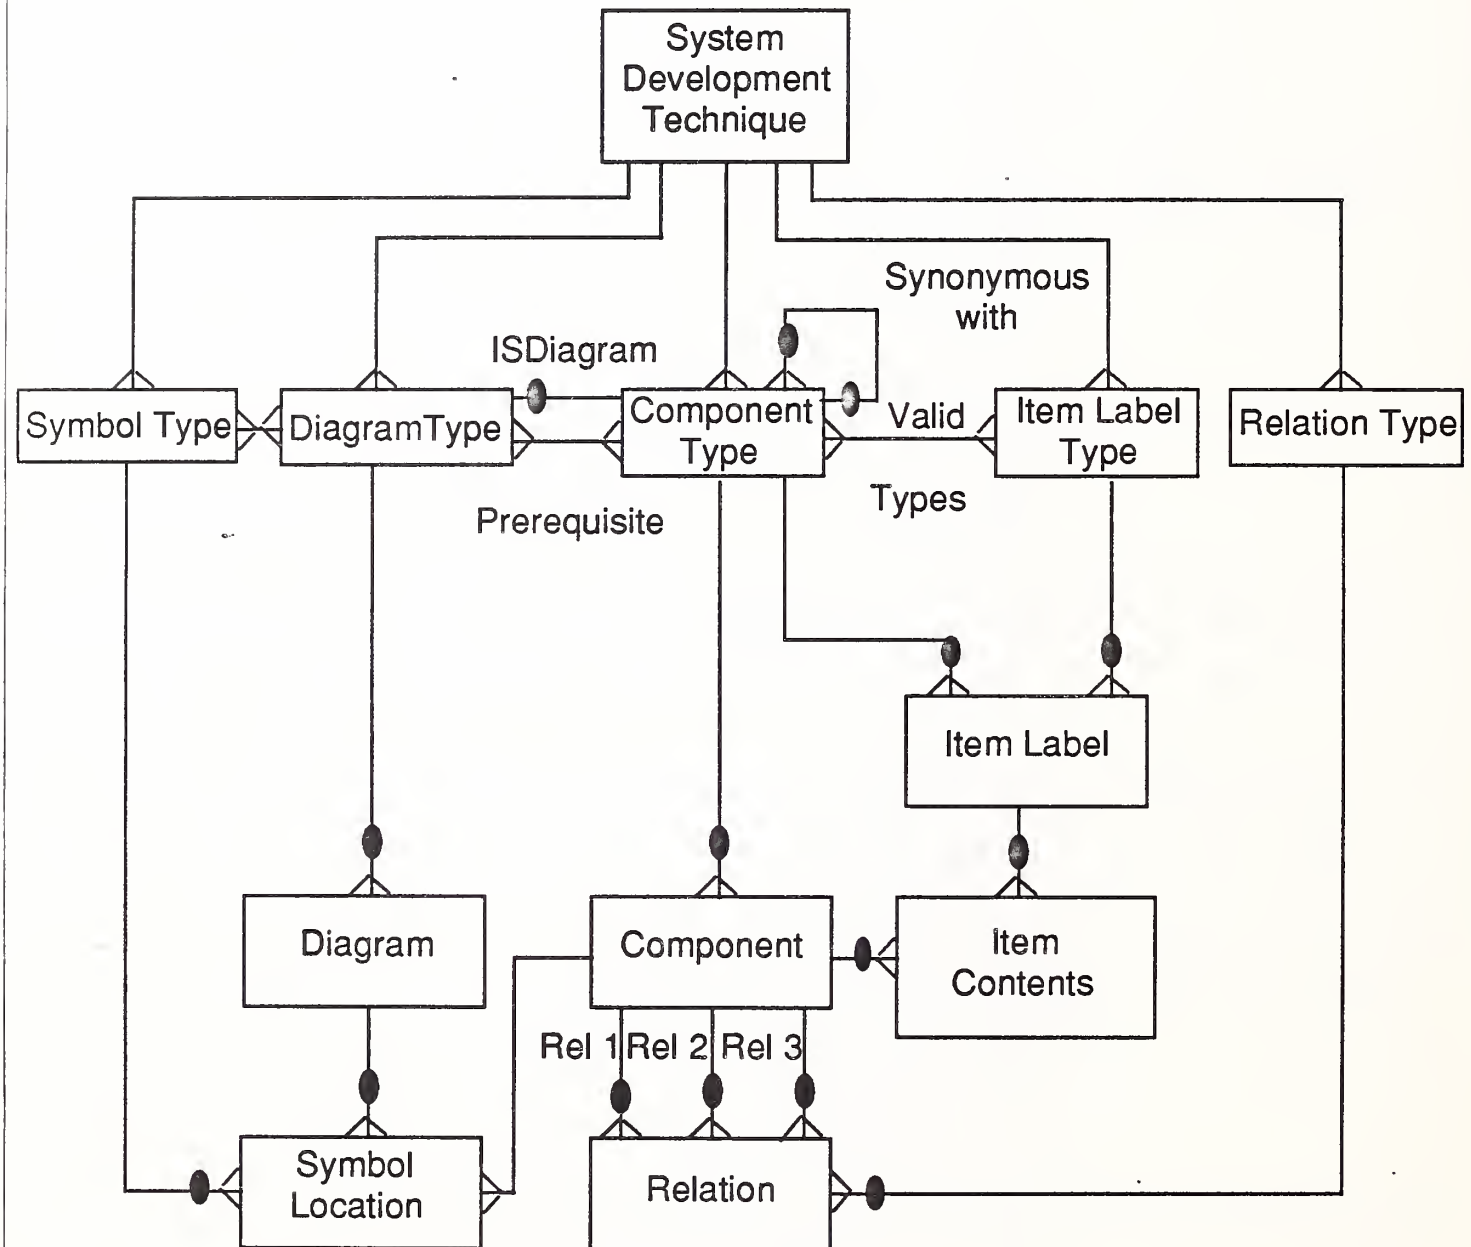 System
Development
Technique
Synonymous
with
ISDiagram
Symbol Type
DiagramType
Component
Type
Valid
Item Label
Type
Relation Type
Types
Prerequisite
Item Label
Diagram
Component
Item
Contents
Rel 1
Rel 2
Rel 3
Symbol
Location
Relation